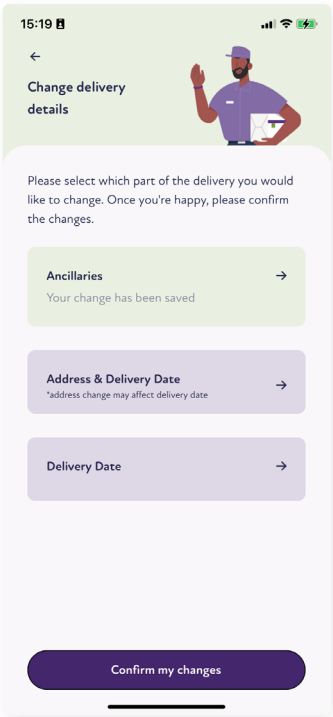 15:19
Change delivery
details
Please select which part of the delivery you would
like to change. Once you're happy, please confirm
the changes.
Ancillaries
Your change has been saved
Address & Delivery Date
*address change may affect delivery date
Delivery Date
Confirm my changes